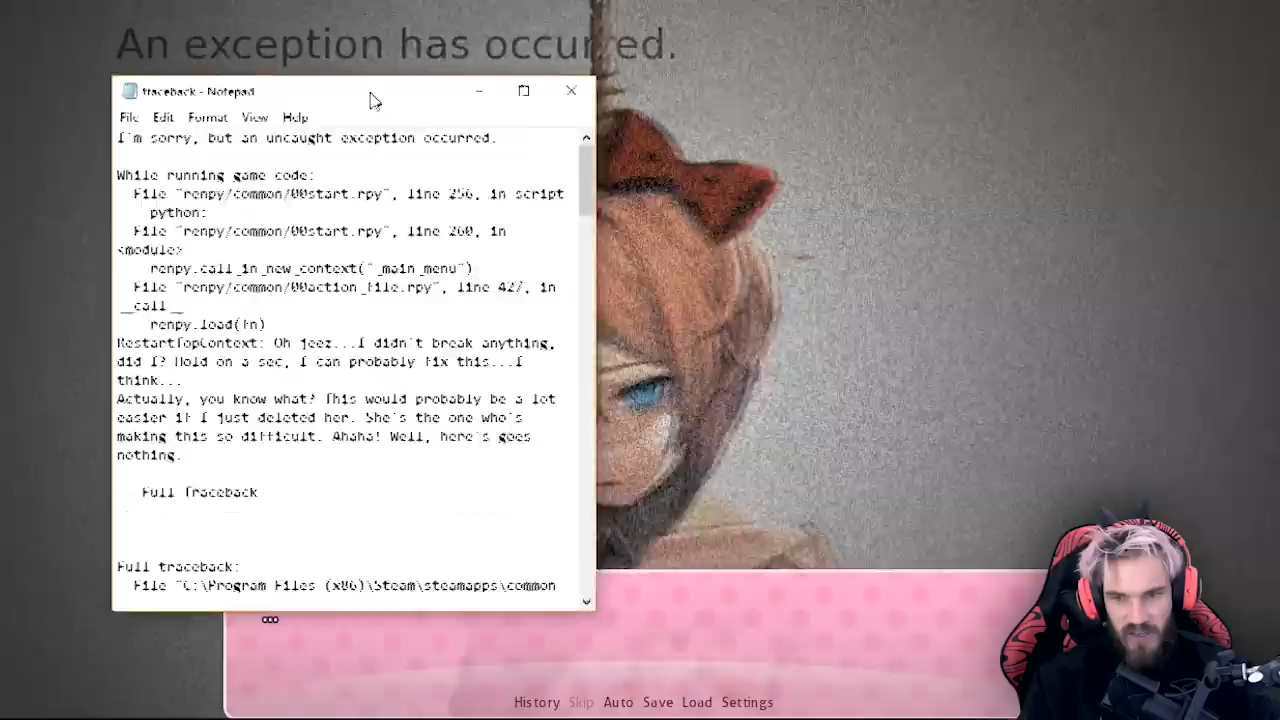 An exception has occurred.
traceback - Notepad
File Edit Format View Help
I'm sorry, but an uncaught exception occurred.
While running game code:
File "renpy/common/00start.rpy", line 256, in script
python:
File "renpy/common/00start.rpy", line 260, in
<module>
renpy.call_in_new_context("_main_menu")
File "renpy/common/00action_file.rpy", line 427, in
__call__
renpy.load(fn)
RestartTopContext: Oh jeez...I didn't break anything,
did I? Hold on a sec, I can probably fix this...I
think...
Actually, you know what? This would probably be a lot
easier if I just deleted her. She's the one who's
making this so difficult. Ahaha! Well, here's goes
nothing.
Full Traceback
Full traceback:
File "C:\Program Files (x86)\Steam\steamapps\common
...
History Skip Auto Save Load Settings